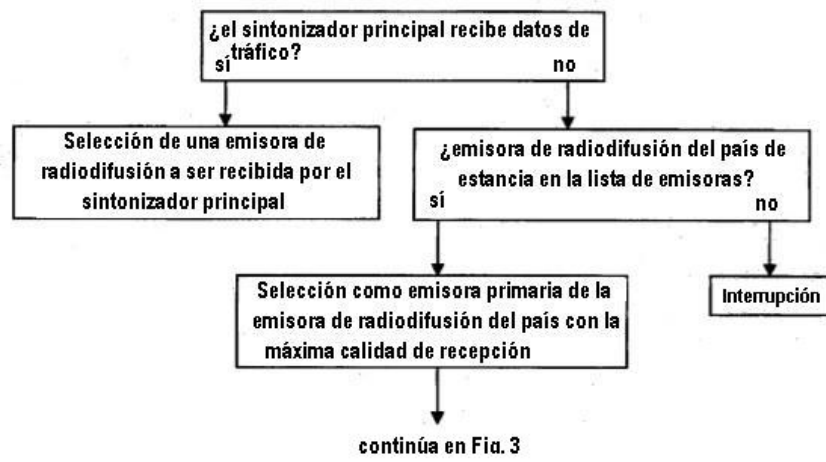 ¿el sintonizador principal recibe datos de
tráfico?
sí
no
Selección de una emisora de
radiodifusión a ser recibida por el
sintonizador principal
¿emisora de radiodifusión del país de
estancia en la lista de emisoras?
sí
no
Selección como emisora primaria de la
emisora de radiodifusión del país con la
máxima calidad de recepción
Interrupción
continúa en Fig. 3